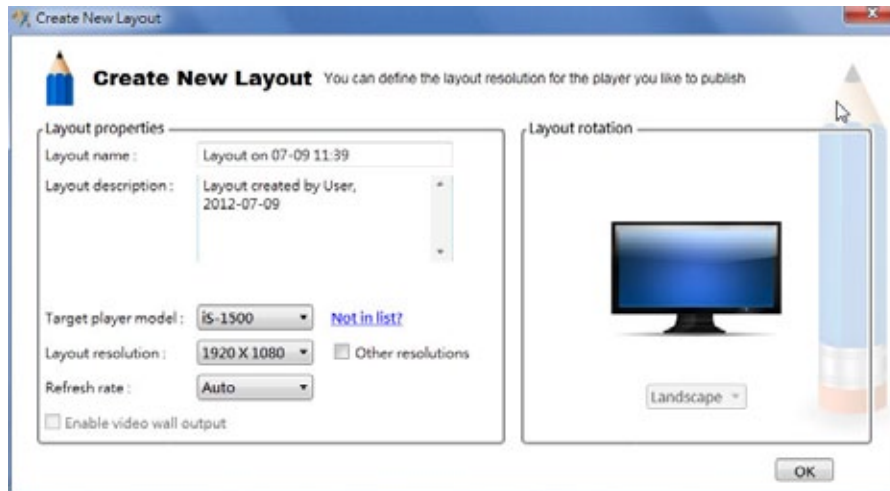 Create New Layout
Create New Layout You can define the layout resolution for the player you like to publish
Layout properties
Layout name : Layout on 07-09 11:39
Layout description : Layout created by User,
2012-07-09
Target player model : iS-1500 Not in list?
Layout resolution : 1920 X 1080 Other resolutions
Refresh rate : Auto
Enable video wall output
Layout rotation
Landscape
OK